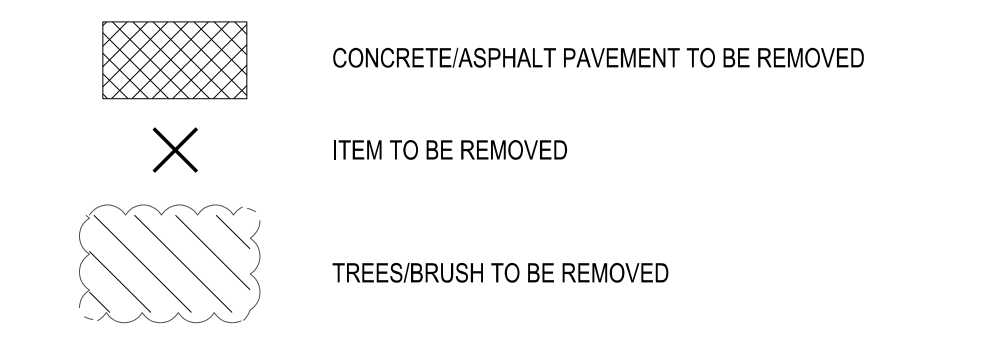 CONCRETE/ASPHALT PAVEMENT TO BE REMOVED
ITEM TO BE REMOVED
TREES/BRUSH TO BE REMOVED